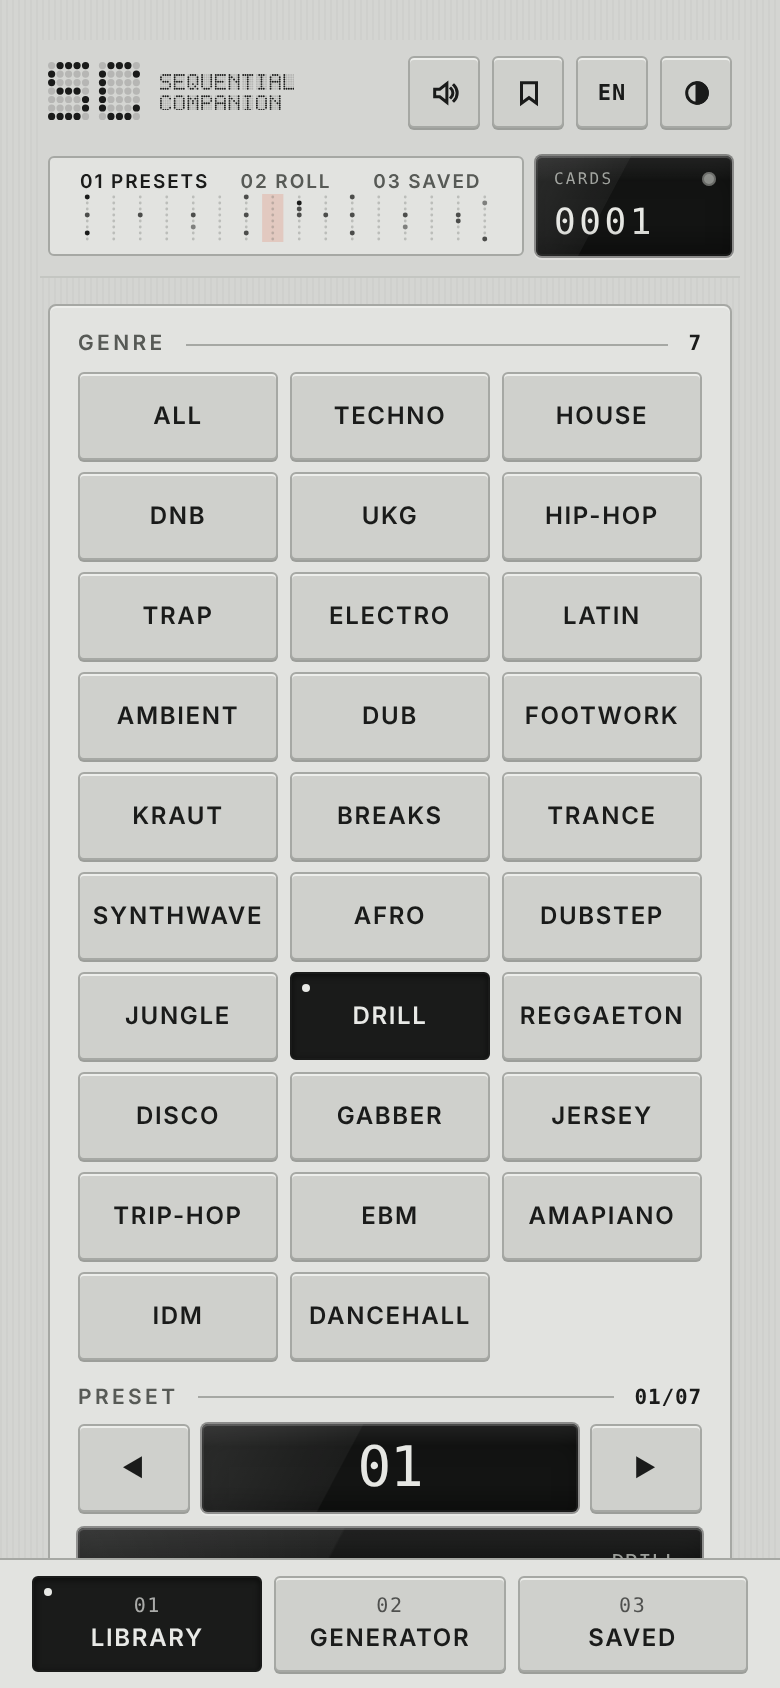 SC
SEQUENTIAL
COMPANION
EN
01 PRESETS 02 ROLL 03 SAVED
CARDS
0001
GENRE 7
ALL TECHNO HOUSE
DNB UKG HIP-HOP
TRAP ELECTRO LATIN
AMBIENT DUB FOOTWORK
KRAUT BREAKS TRANCE
SYNTHWAVE AFRO DUBSTEP
JUNGLE DRILL REGGAETON
DISCO GABBER JERSEY
TRIP-HOP EBM AMAPIANO
IDM DANCEHALL
PRESET 01/07
01
DRILL
01 02 03
LIBRARY GENERATOR SAVED